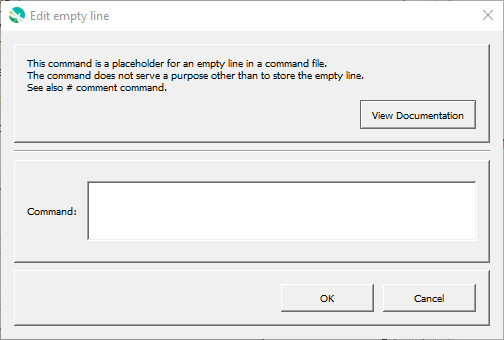 Edit empty line
This command is a placeholder for an empty line in a command file.
The command does not serve a purpose other than to store the empty line.
See also # comment command.
View Documentation
Command:
OK
Cancel